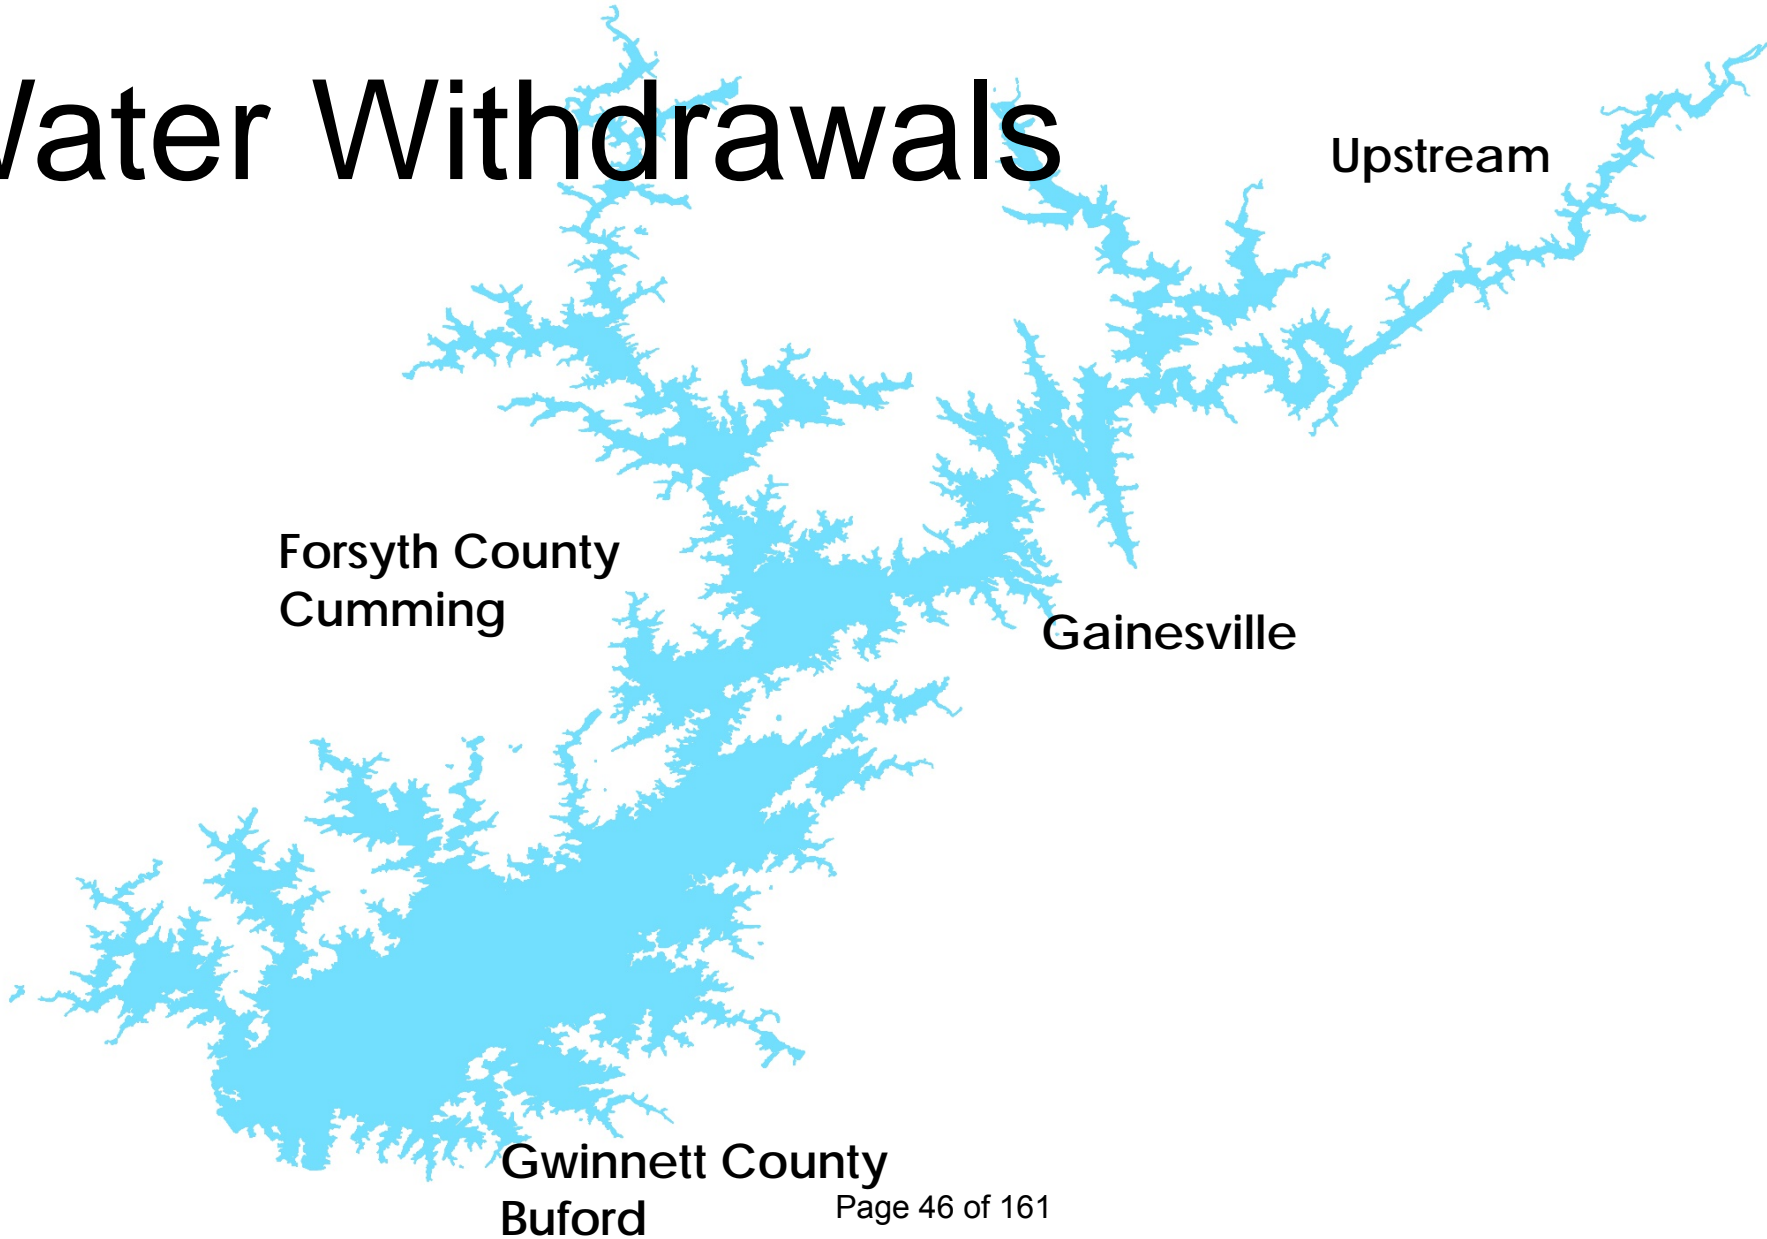 ater Withdrawals
Upstream
Forsyth County
Cumming
Gainesville
Gwinnett County
Buford
Page 46 of 161